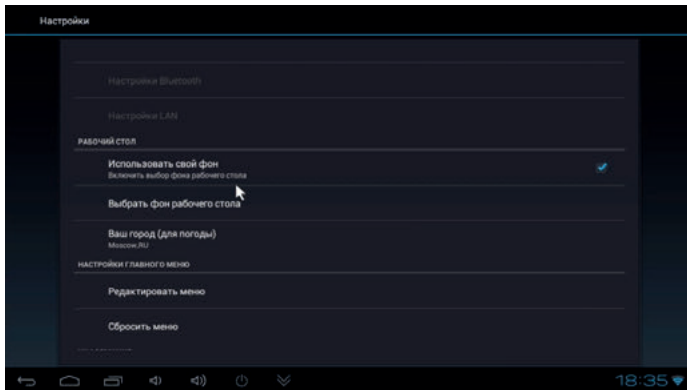 Настройки
Настройки Bluetooth
Настройки LAN
РАБОЧИЙ СТОЛ
Использовать свой фон
Включить выбор фона рабочего стола
Выбрать фон рабочего стола
Ваш город (для погоды)
Moscow,RU
НАСТРОЙКИ ГЛАВНОГО МЕНЮ
Редактировать меню
Сбросить меню
18:35